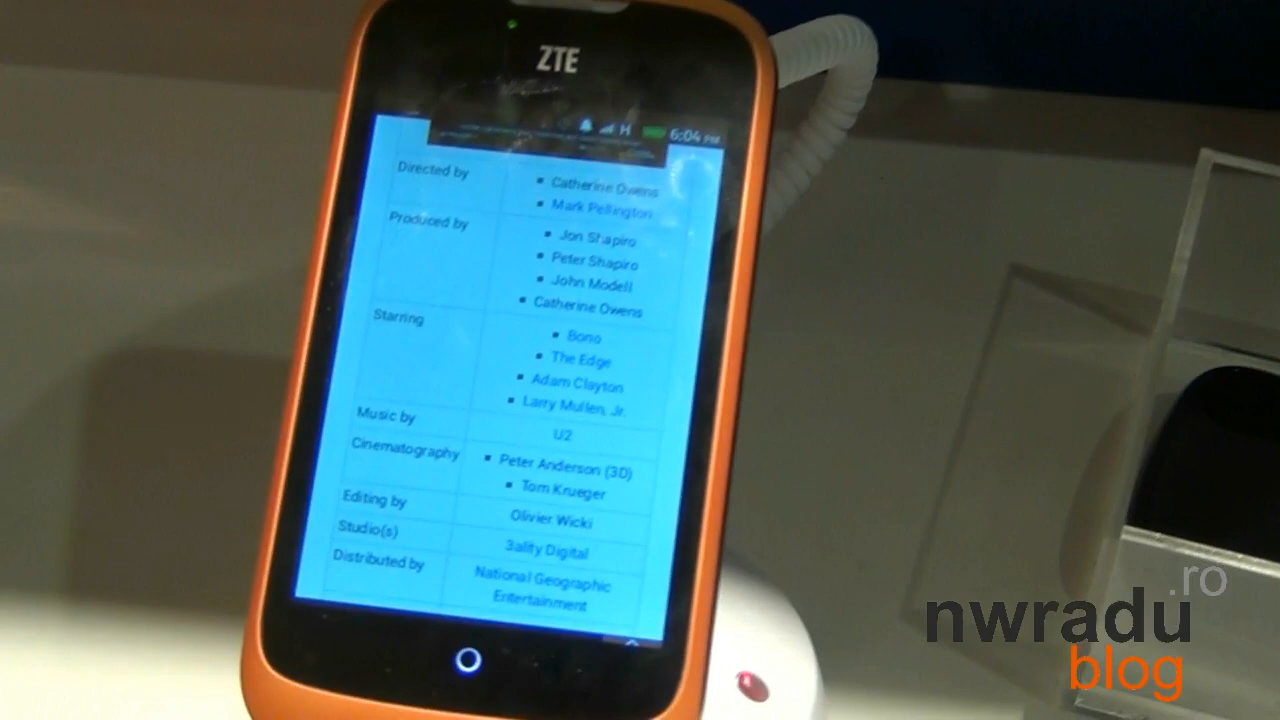 ZTE
H 6:04 PM
Directed by
▪ Catherine Owens
▪ Mark Pellington
Produced by
▪ Jon Shapiro
▪ Peter Shapiro
▪ John Modell
▪ Catherine Owens
Starring
▪ Bono
▪ The Edge
▪ Adam Clayton
▪ Larry Mullen, Jr.
Music by U2
Cinematography
▪ Peter Anderson (3D)
▪ Tom Krueger
Editing by Olivier Wicki
Studio(s) 3ality Digital
Distributed by National Geographic
Entertainment
.ro
nwradu
blog